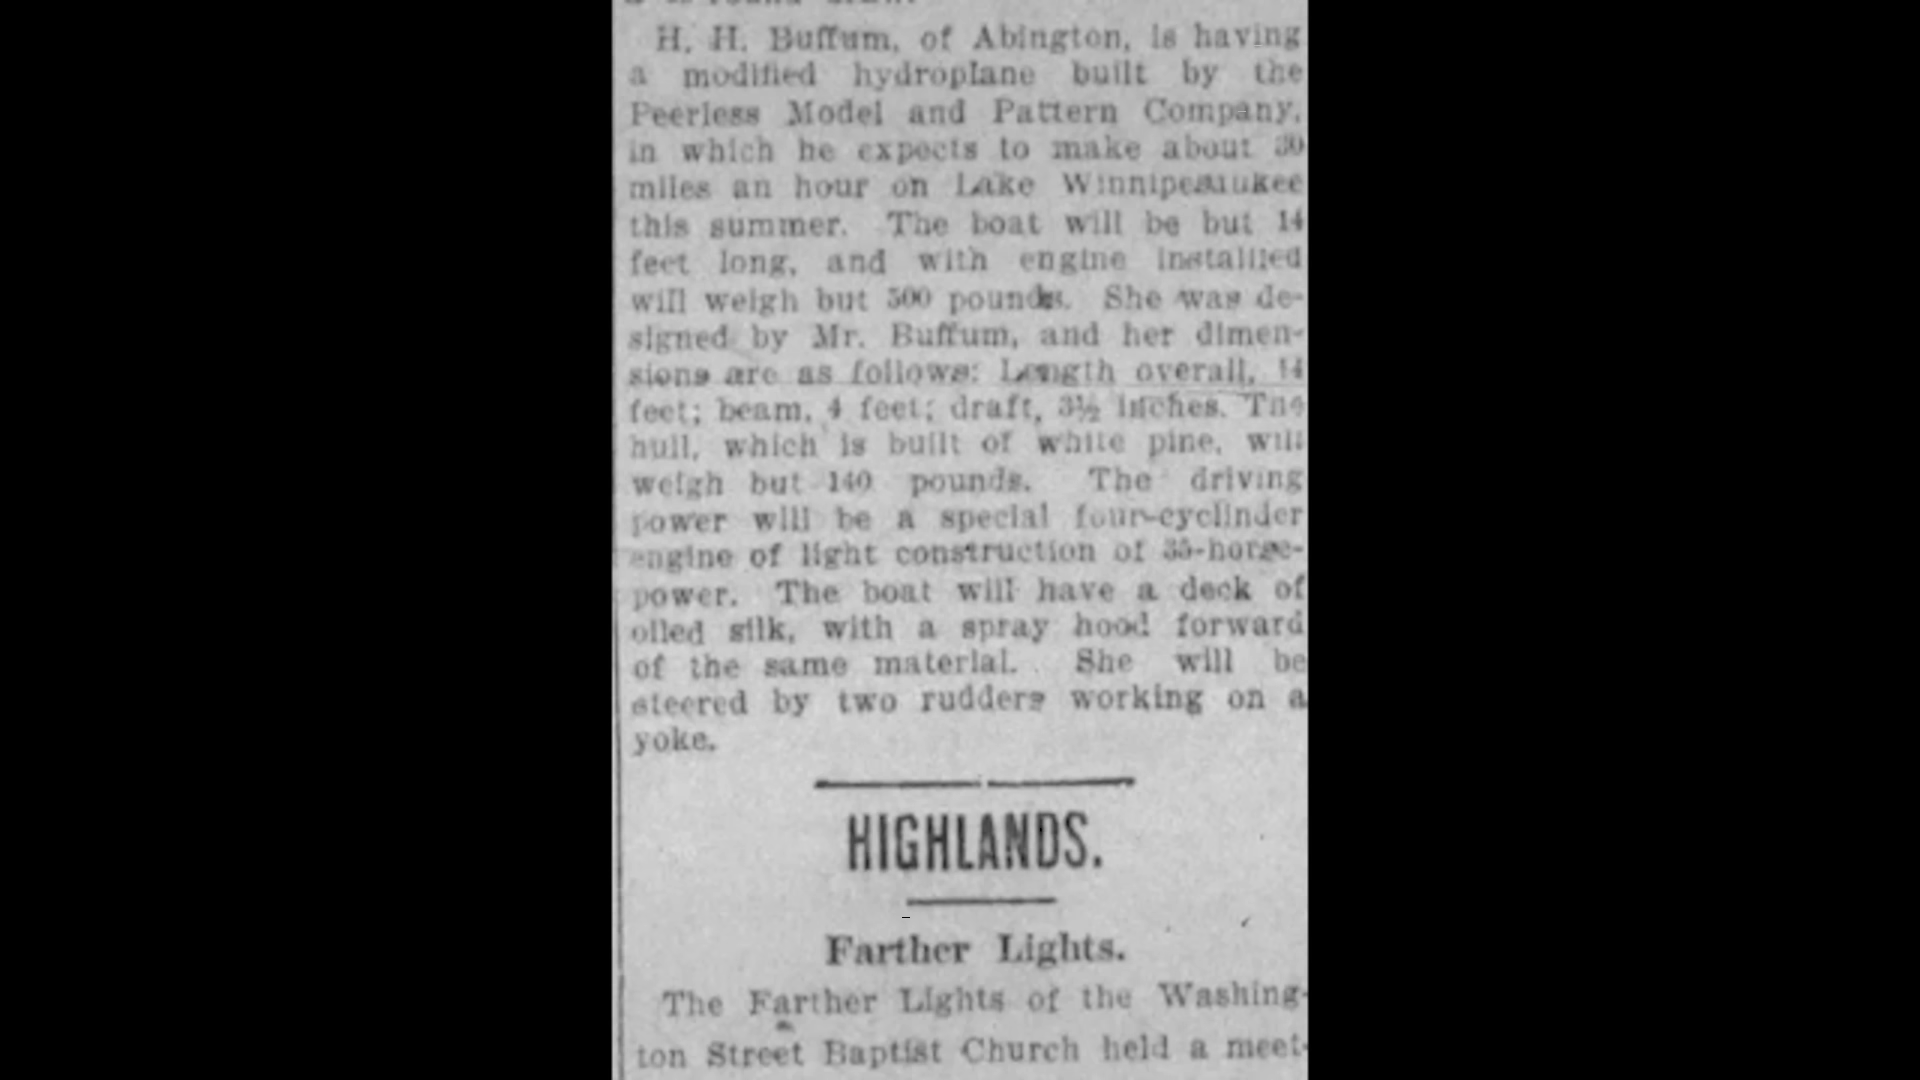 H. H. Buffum, of Abington, is having
a modified hydroplane built by the
Peerless Model and Pattern Company,
in which he expects to make about 30
miles an hour on Lake Winnipesaukee
this summer. The boat will be but 14
feet long, and with engine installed
will weigh but 500 pounds. She was de-
signed by Mr. Buffum, and her dimen-
sions are as follows: Length overall, 14
feet; beam, 4 feet; draft, 3½ inches. The
hull, which is built of white pine, will
weigh but 140 pounds. The driving
power will be a special four-cyclinder
engine of light construction of 35-horse-
power. The boat will have a deck of
oiled silk, with a spray hood forward
of the same material. She will be
steered by two rudders working on a
yoke.
HIGHLANDS.
Farther Lights.
The Farther Lights of the Washing-
ton Street Baptist Church held a meet-